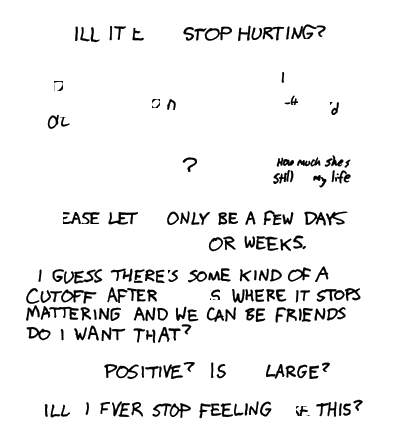 ILL IT E STOP HURTING?
?
How much she's
still my life
EASE LET ONLY BE A FEW DAYS
OR WEEKS.
I GUESS THERE'S SOME KIND OF A
CUTOFF AFTER S WHERE IT STOPS
MATTERING AND WE CAN BE FRIENDS
DO I WANT THAT?
POSITIVE? IS LARGE?
ILL I EVER STOP FEELING THIS?